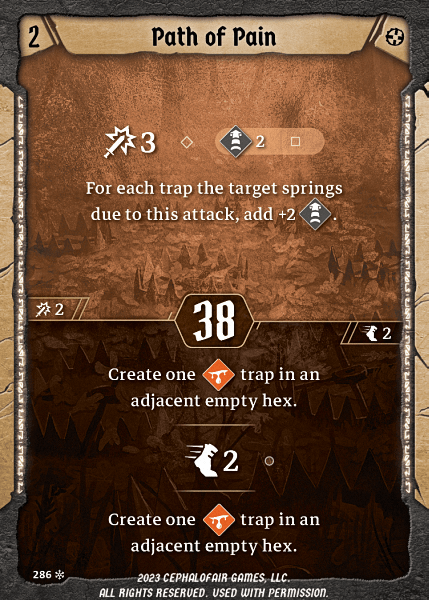 2 Path of Pain
3 2
For each trap the target springs
due to this attack, add +2 .
2 38 2
Create one trap in an
adjacent empty hex.
2
Create one trap in an
adjacent empty hex.
286
2023 CEPHALOFAIR GAMES, LLC.
ALL RIGHTS RESERVED. USED WITH PERMISSION.